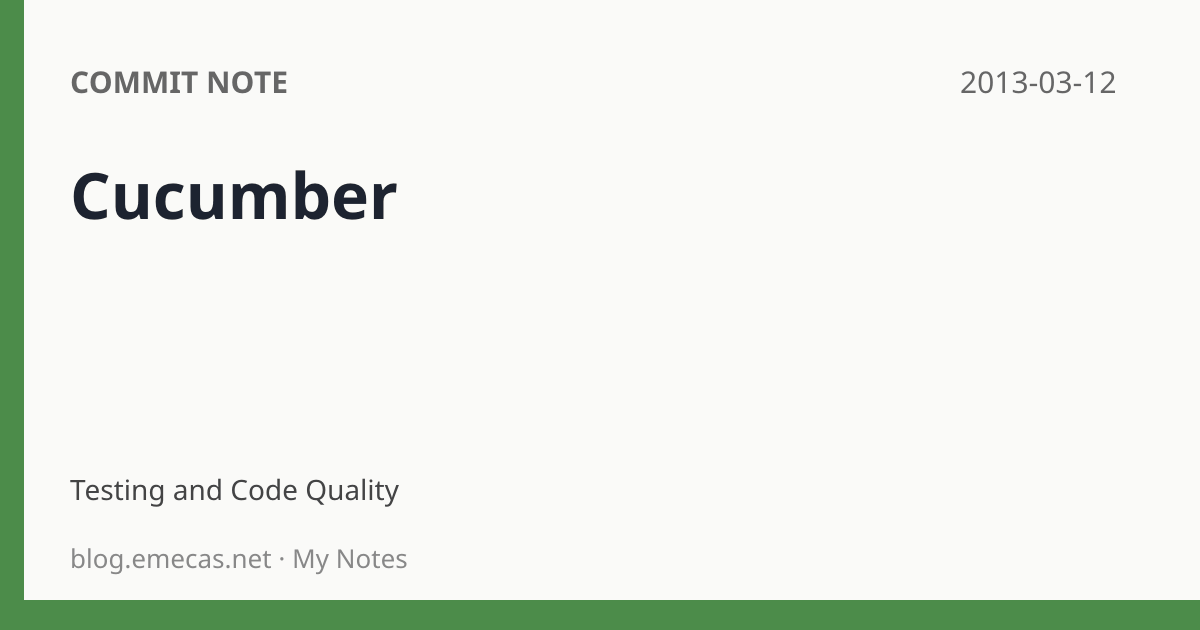 COMMIT NOTE
2013-03-12
Cucumber
Testing and Code Quality
blog.emecas.net · My Notes